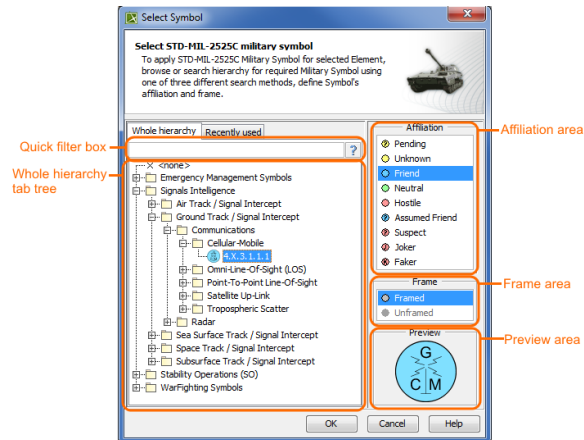 Select Symbol
Select STD-MIL-2525C military symbol
To apply STD-MIL-2525C Military Symbol for selected Element,
browse or search hierarchy for required Military Symbol using
one of three different search methods, define Symbol's
affiliation and frame.
Whole hierarchy
Recently used
Quick filter box
?
Whole hierarchy
tab tree
<none>
Emergency Management Symbols
Signals Intelligence
Air Track / Signal Intercept
Ground Track / Signal Intercept
Communications
Cellular-Mobile
4.X.3.1.1.1
Omni-Line-Of-Sight (LOS)
Point-To-Point Line-Of-Sight
Satellite Up-Link
Tropospheric Scatter
Radar
Sea Surface Track / Signal Intercept
Space Track / Signal Intercept
Subsurface Track / Signal Intercept
Stability Operations (SO)
WarFighting Symbols
Affiliation
Affiliation area
Pending
Unknown
Friend
Neutral
Hostile
Assumed Friend
Suspect
Joker
Faker
Frame
Frame area
Framed
Unframed
Preview
Preview area
G
C M
OK
Cancel
Help